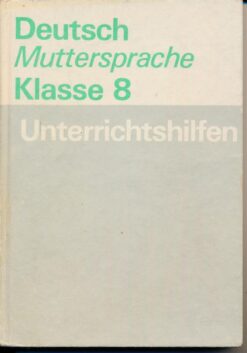 Deutsch
Muttersprache
Klasse 8
Unterrichtshilfen